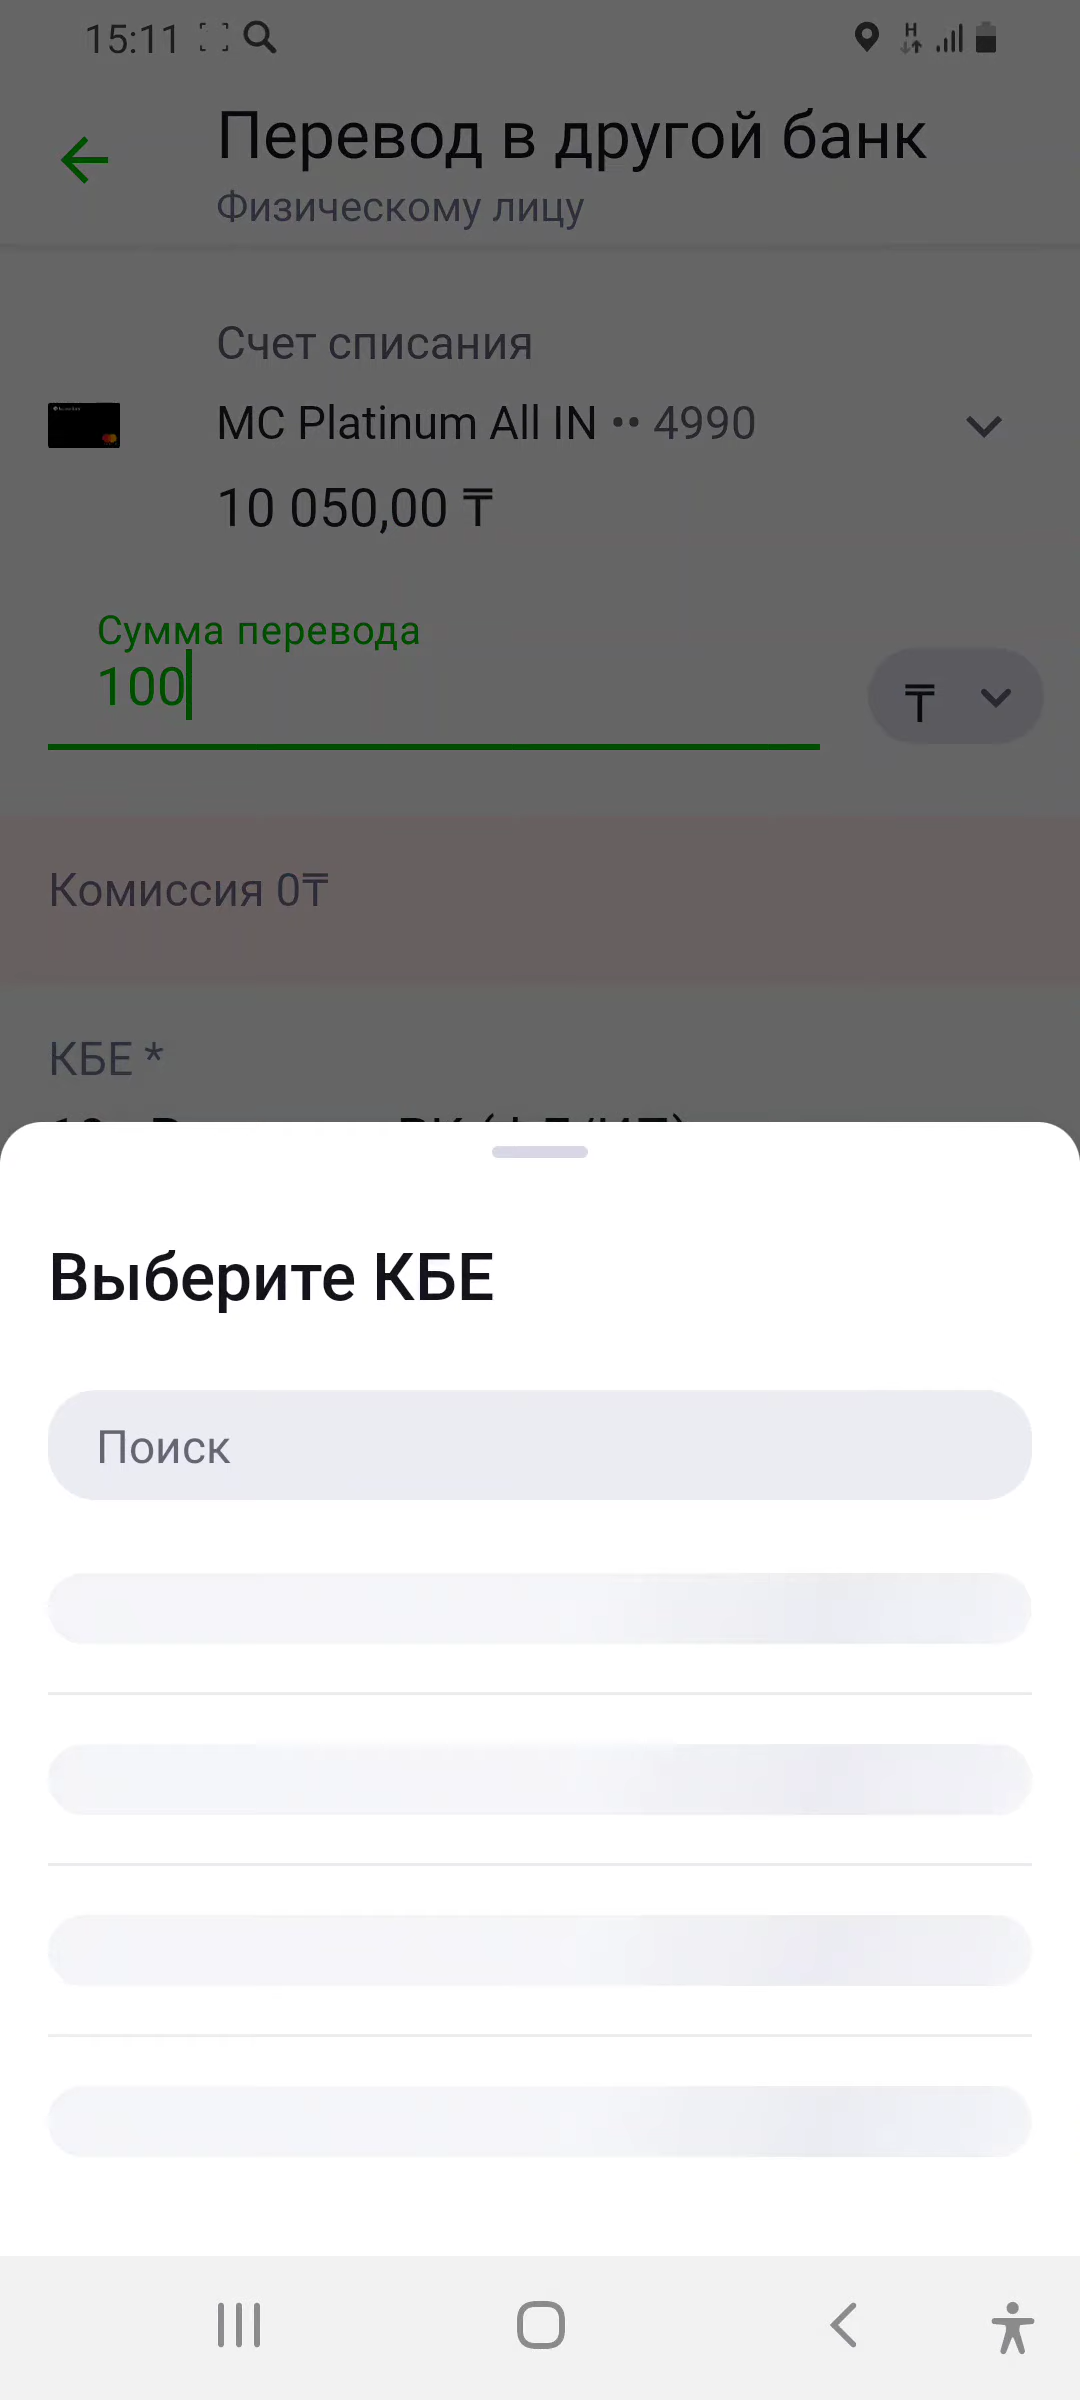 15:11
H
Перевод в другой банк
Физическому лицу
Счет списания
MC Platinum All IN •• 4990
10 050,00 ₸
Сумма перевода
100
₸
Комиссия 0₸
КБЕ *
Выберите КБЕ
Поиск